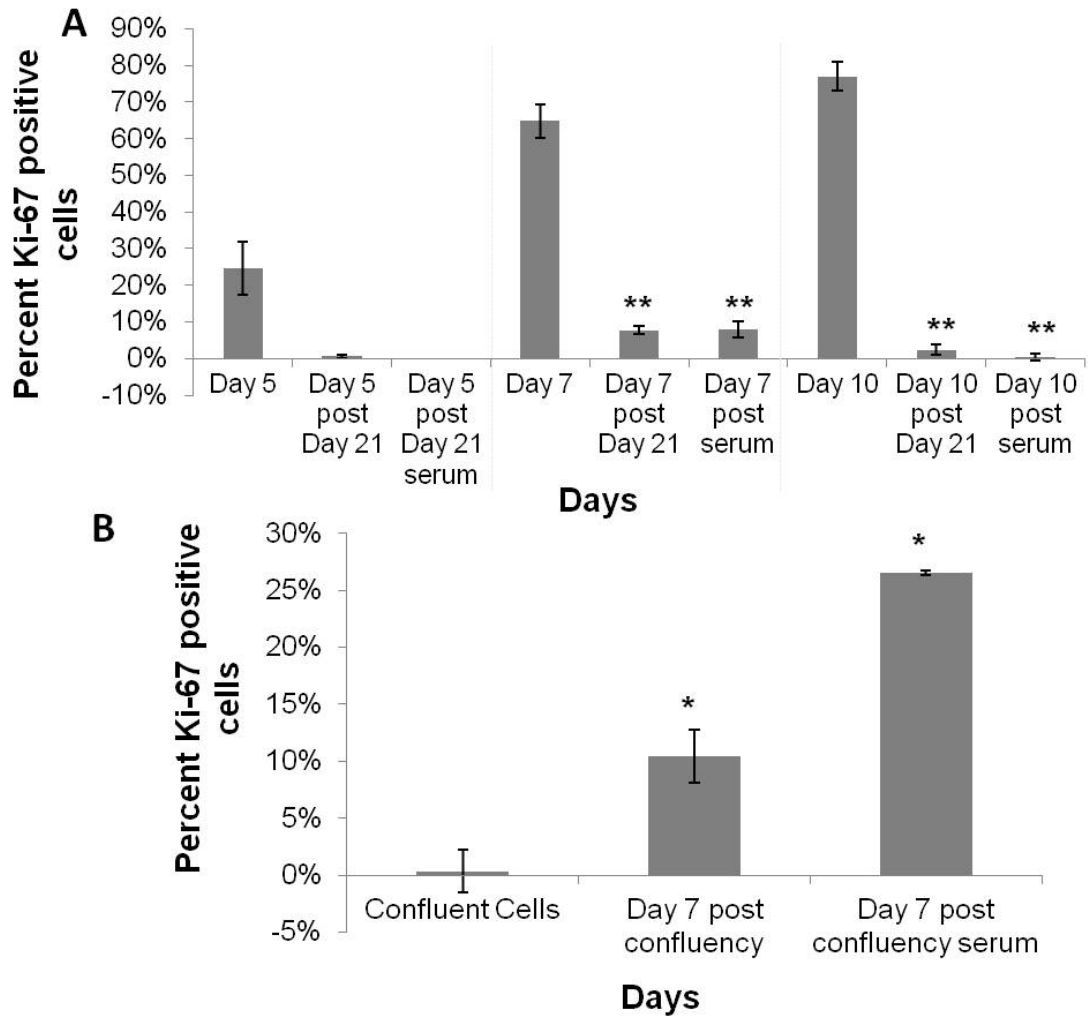 A
Percent Ki-67 positive
cells
90%
80%
70%
60%
50%
40%
30%
20%
10%
0%
-10%
** ** ** **
Day 5 Day 5 Day 5 Day 7 Day 7 Day 7 Day 10 Day 10 Day 10
post post post post post post
Day 21 Day 21 Day 21 serum Day 21 serum
serum
Days
B
Percent Ki-67 positive
cells
30%
25%
20%
15%
10%
5%
0%
-5%
* *
Confluent Cells Day 7 post Day 7 post
confluency confluency serum
Days